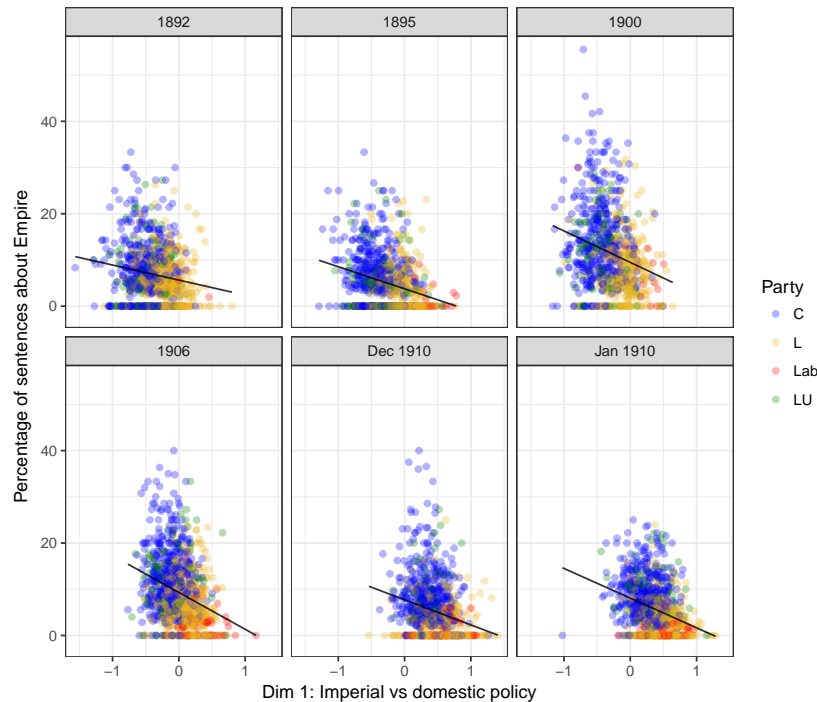 1892 1895 1900
40
20
0
1906 Dec 1910 Jan 1910
40
20
0
−1 0 1 −1 0 1 −1 0 1
Dim 1: Imperial vs domestic policy
Percentage of sentences about Empire
Party
C
L
Lab
LU